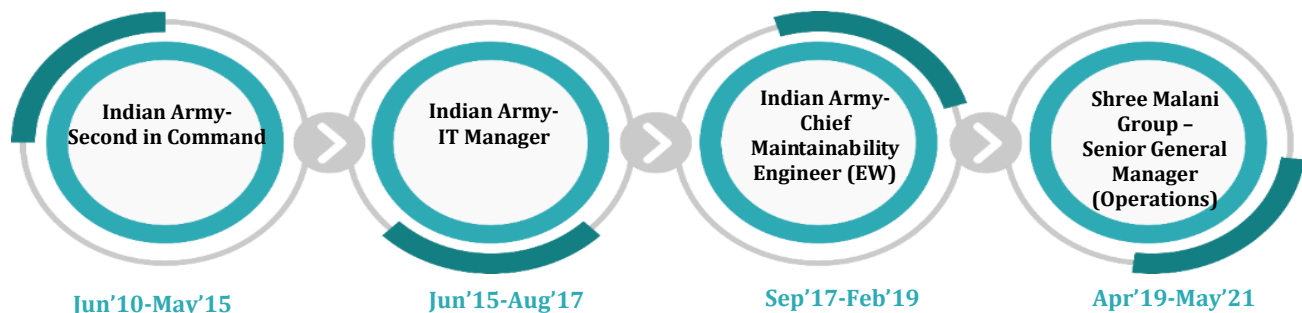 Indian Army-
Second in Command
Indian Army-
IT Manager
Indian Army-
Chief
Maintainability
Engineer (EW)
Shree Malani
Group –
Senior General
Manager
(Operations)
Jun’10-May’15
Jun’15-Aug’17
Sep’17-Feb’19
Apr’19-May’21